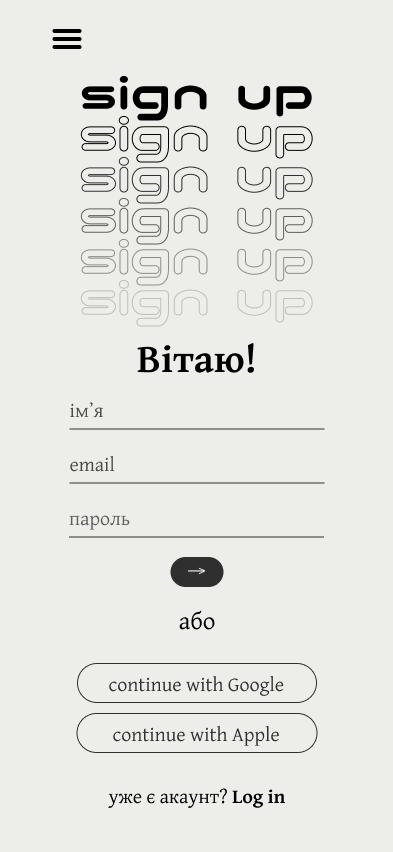 sign up
sign up
sign up
sign up
sign up
sign up
Вітаю!
ім’я
email
пароль
→
або
continue with Google
continue with Apple
уже є акаунт? Log in